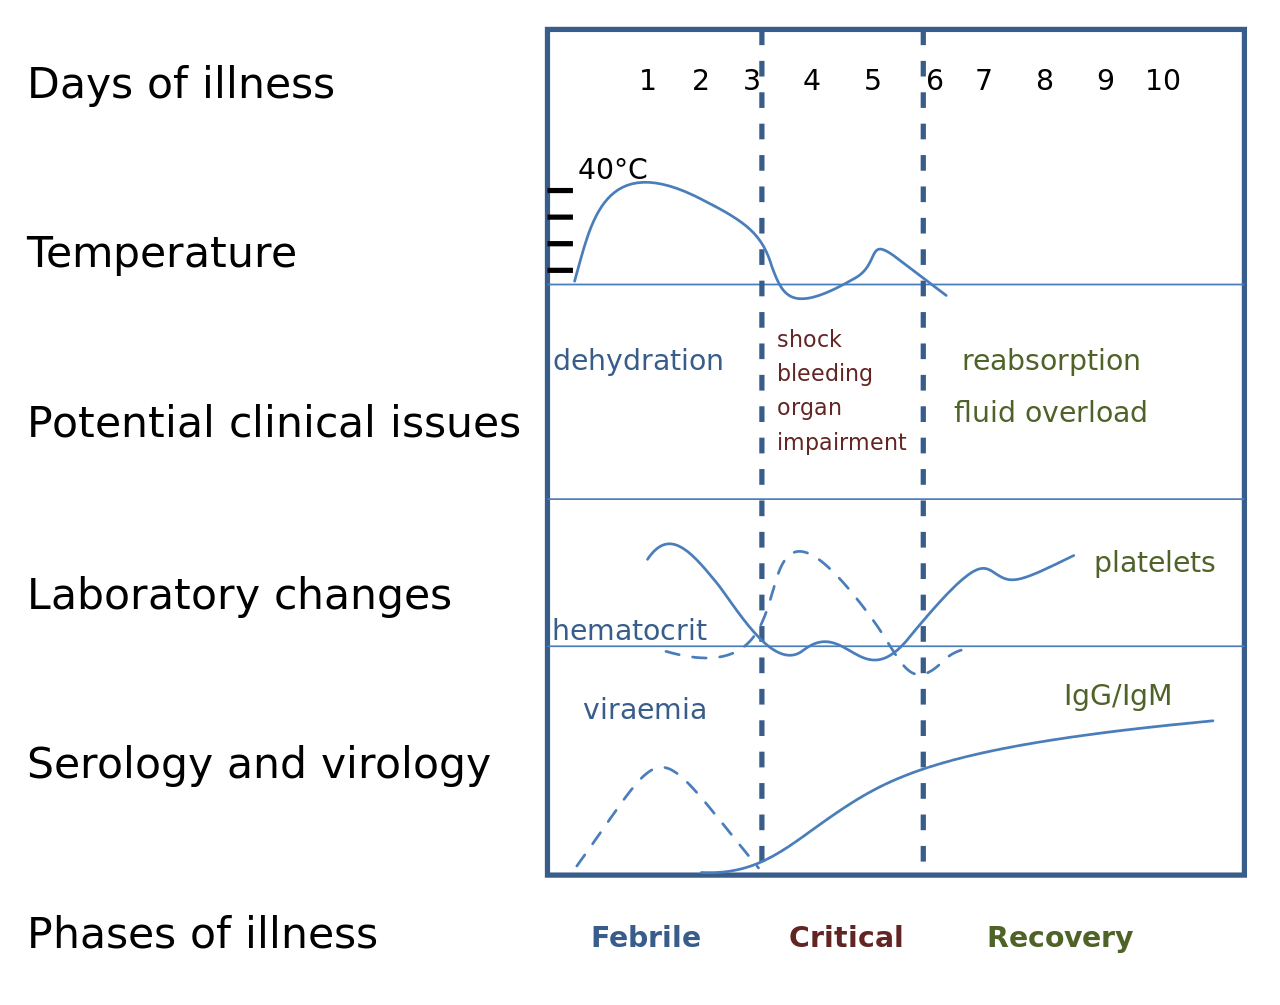 Days of illness
1 2 3 4 5 6 7 8 9 10
40°C
Temperature
dehydration
shock
bleeding
organ
impairment
reabsorption
fluid overload
Potential clinical issues
platelets
Laboratory changes
hematocrit
viraemia
IgG/IgM
Serology and virology
Phases of illness
Febrile
Critical
Recovery